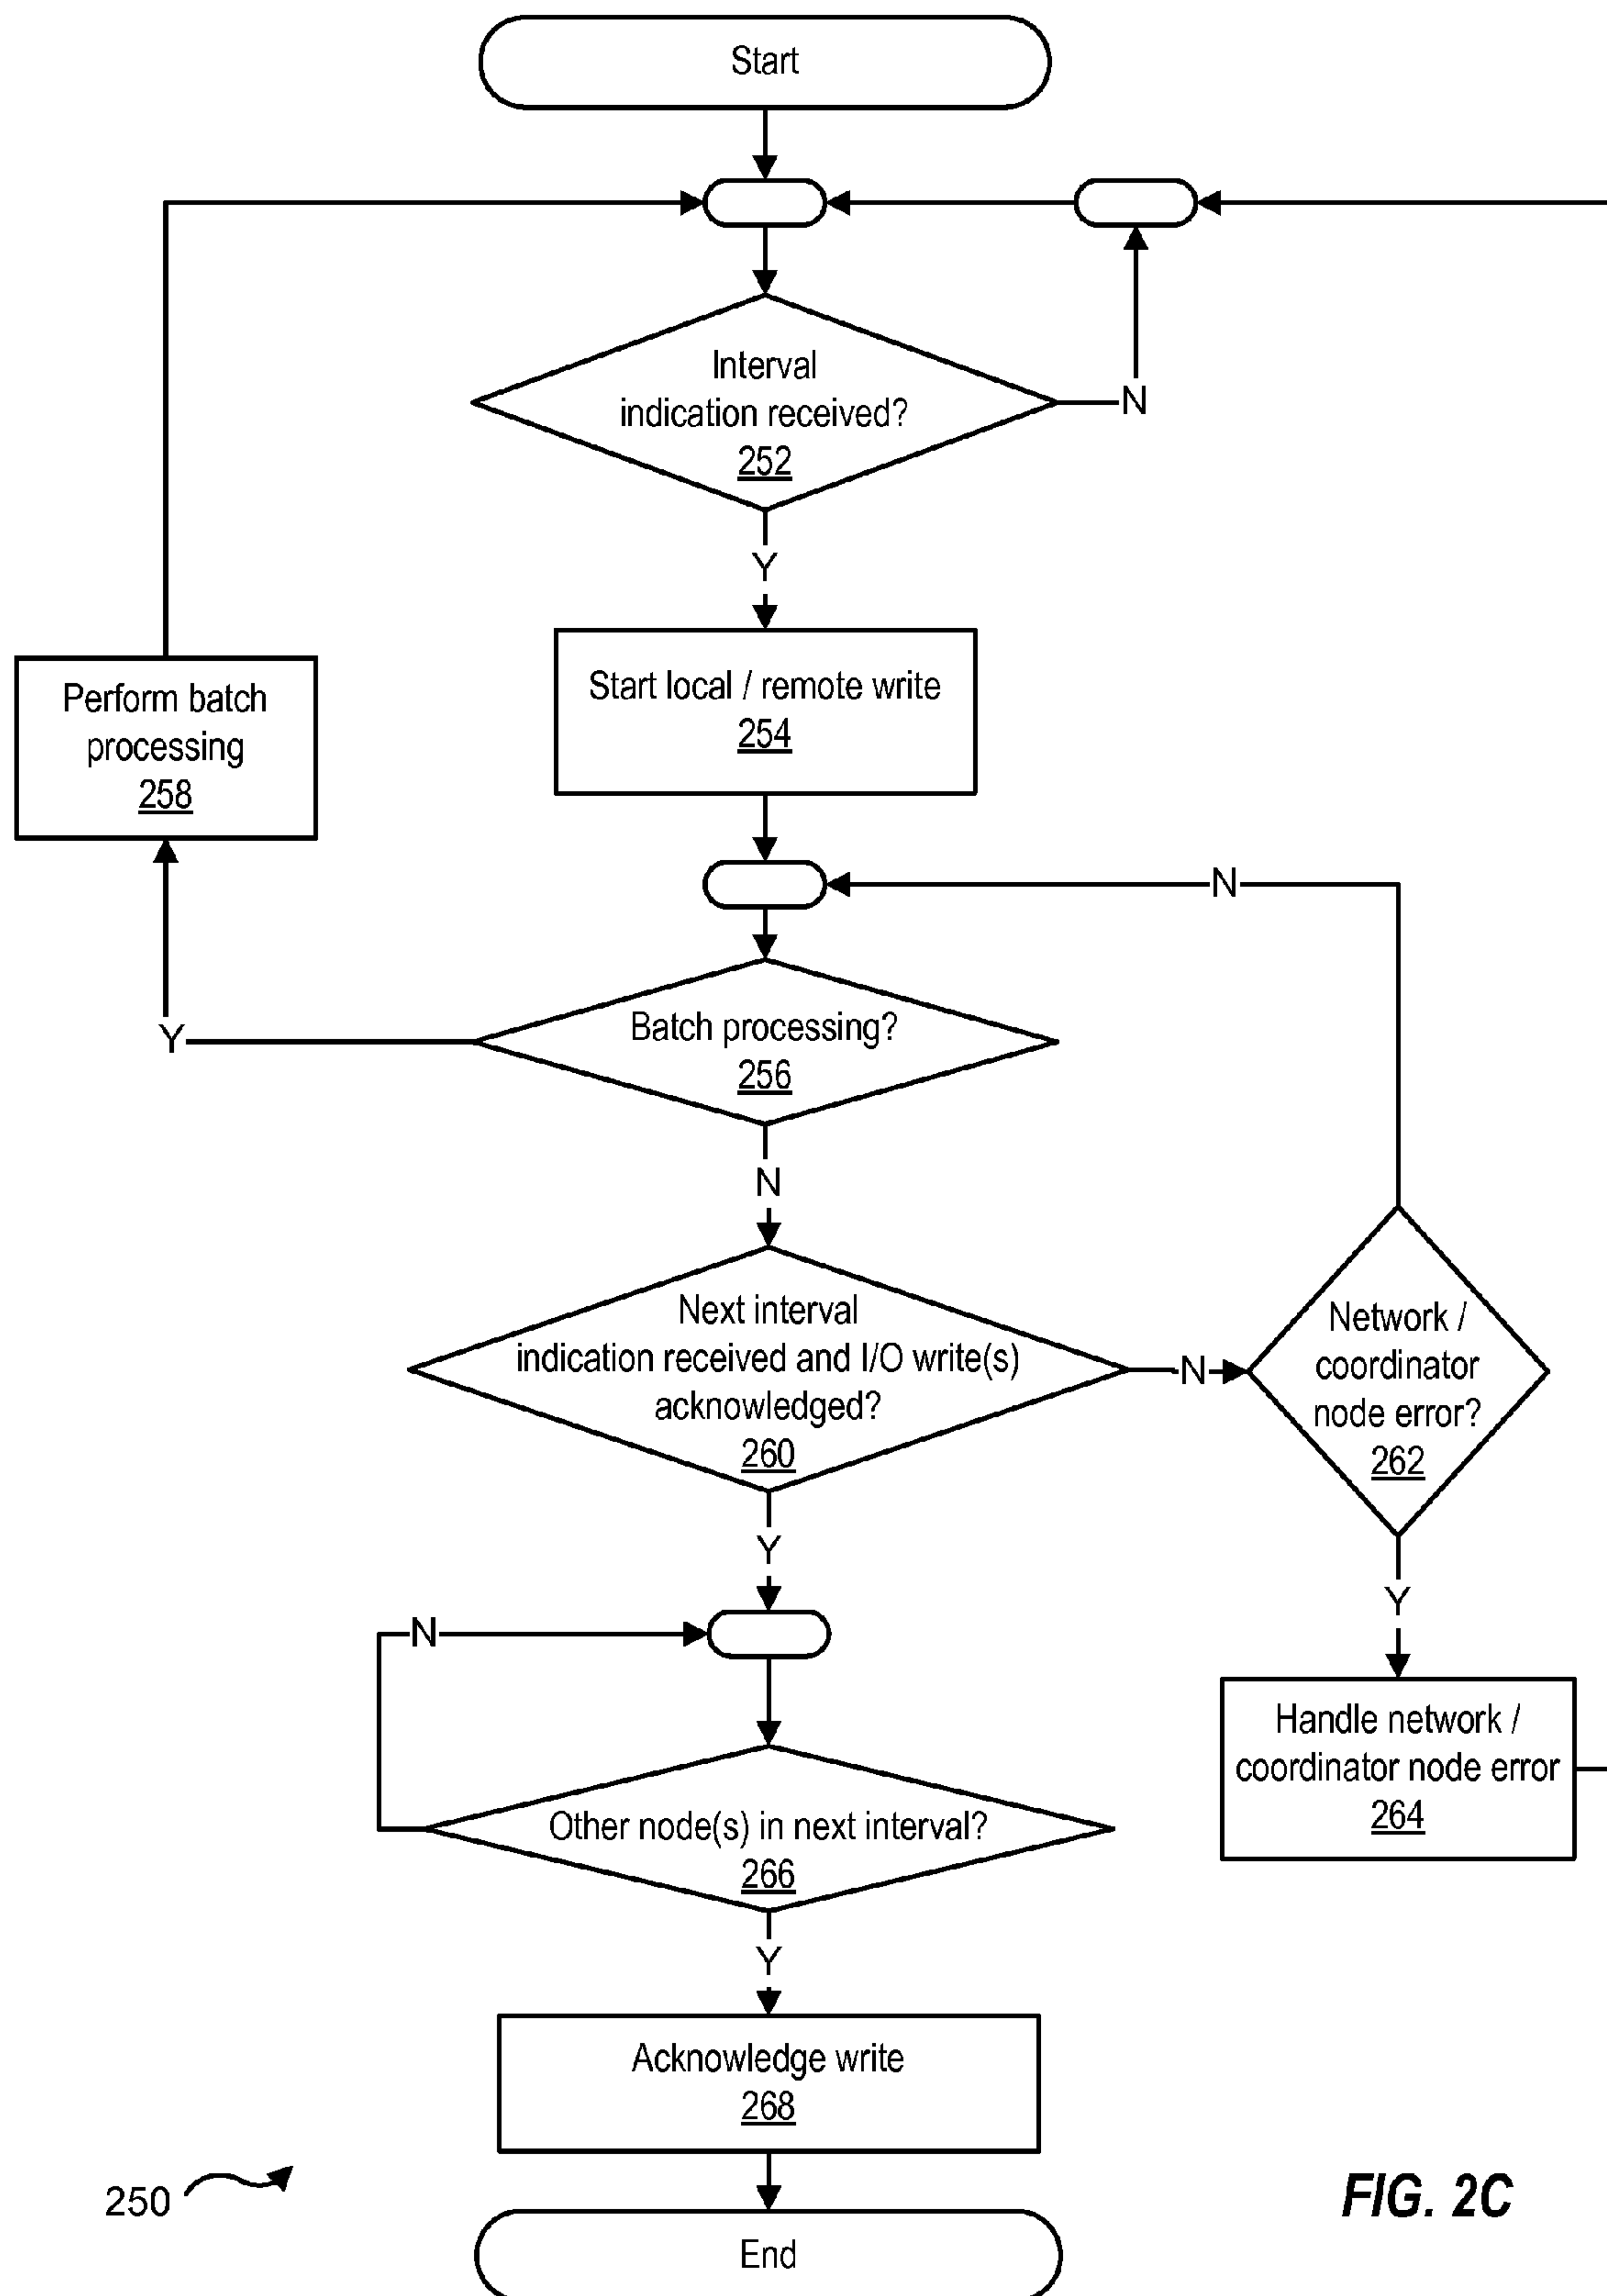 Start
Interval
indication received?
252
N
Y
Start local / remote write
254
Perform batch
processing
258
N
Batch processing?
256
Y
N
Next interval
indication received and I/O write(s)
acknowledged?
260
N
Network /
coordinator
node error?
262
Y
N
Y
Handle network /
coordinator node error
264
Other node(s) in next interval?
266
Y
Acknowledge write
268
250
FIG. 2C
End